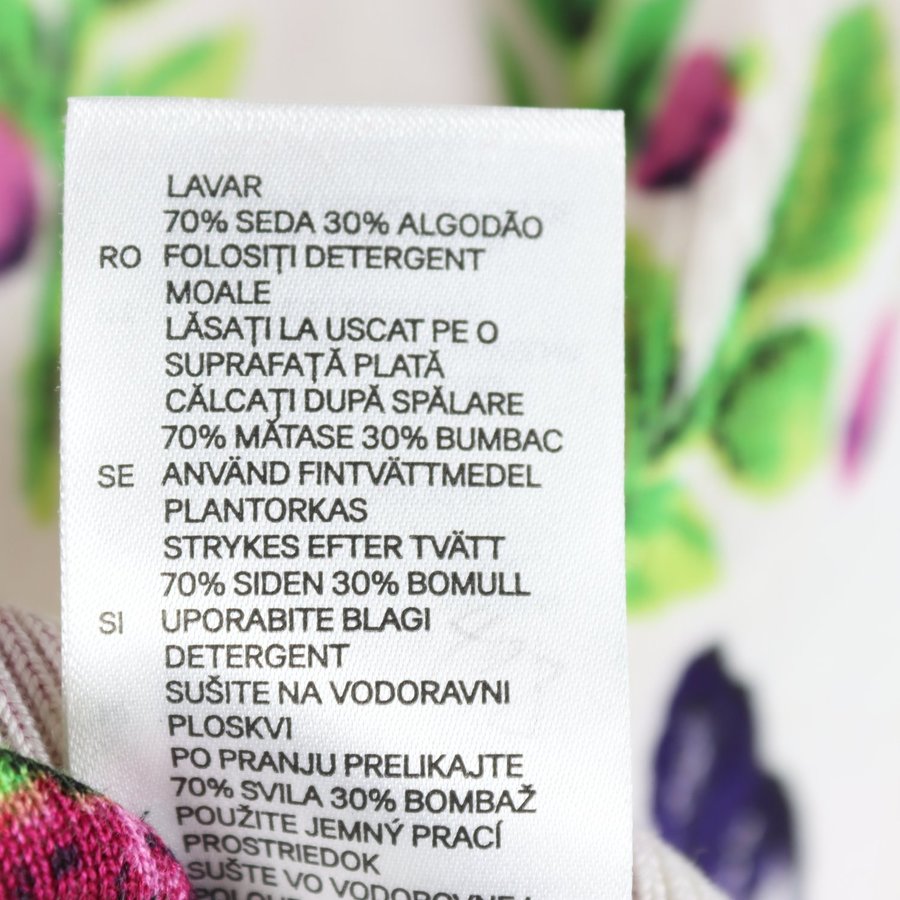 LAVAR
70% SEDA 30% ALGODÃO
RO FOLOSIȚI DETERGENT
MOALE
LĂSAȚI LA USCAT PE O
SUPRAFAȚĂ PLATĂ
CĂLCAȚI DUPĂ SPĂLARE
70% MĂTASE 30% BUMBAC
SE ANVÄND FINTVÄTTMEDEL
PLANTORKAS
STRYKES EFTER TVÄTT
70% SIDEN 30% BOMULL
SI UPORABITE BLAGI
DETERGENT
SUŠITE NA VODORAVNI
PLOSKVI
PO PRANJU PRELIKAJTE
70% SVILA 30% BOMBAŽ
POUŽITE JEMNÝ PRACÍ
PROSTRIEDOK
SUŠTE VO